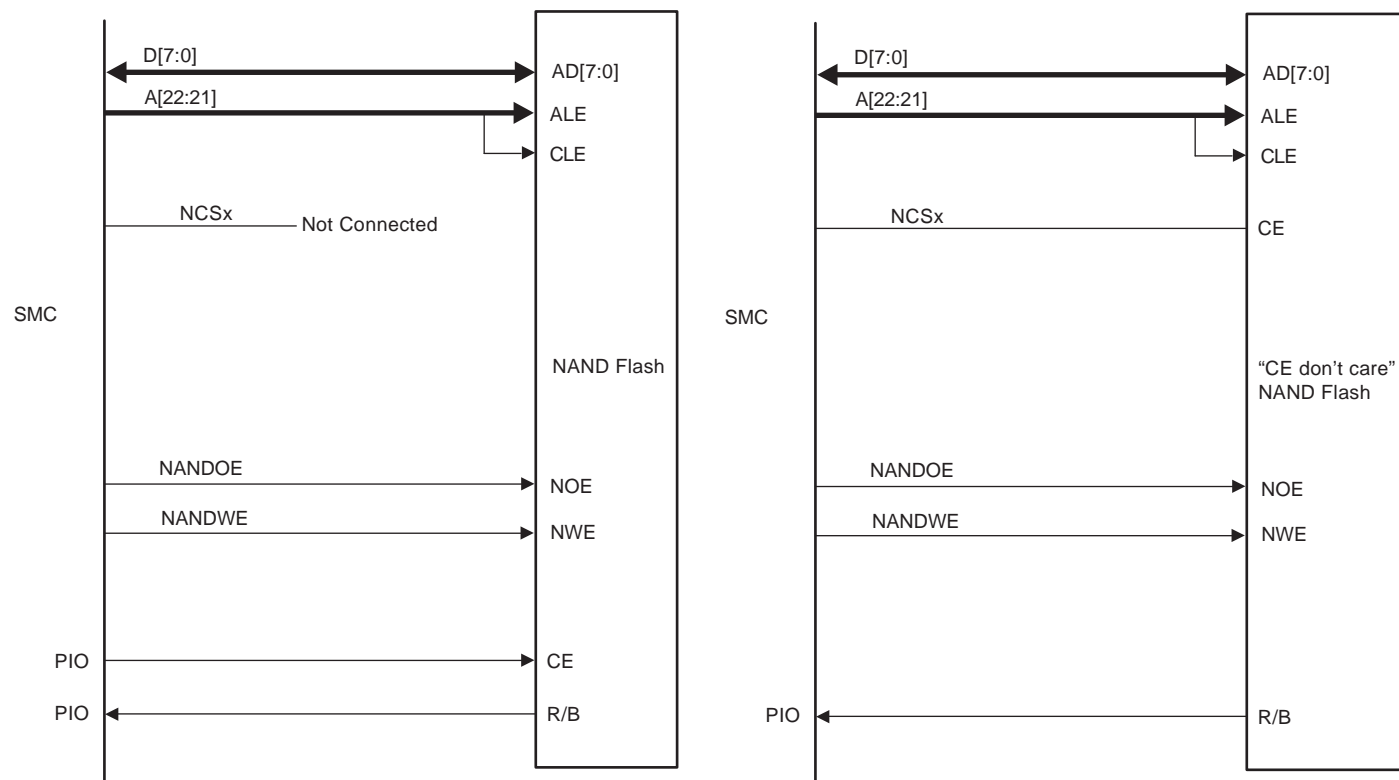 D[7:0]
AD[7:0]
A[22:21]
ALE
CLE
NCSx
Not Connected
SMC
NAND Flash
NANDOE
NOE
NANDWE
NWE
PIO
CE
PIO
R/B
D[7:0]
AD[7:0]
A[22:21]
ALE
CLE
NCSx
CE
SMC
“CE don't care”
NAND Flash
NANDOE
NOE
NANDWE
NWE
PIO
R/B